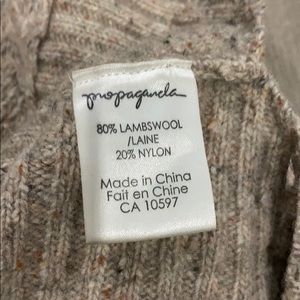 propaganda
80% LAMBSWOOL
/LAINE
20% NYLON
Made in China
Fait en Chine
CA 10597